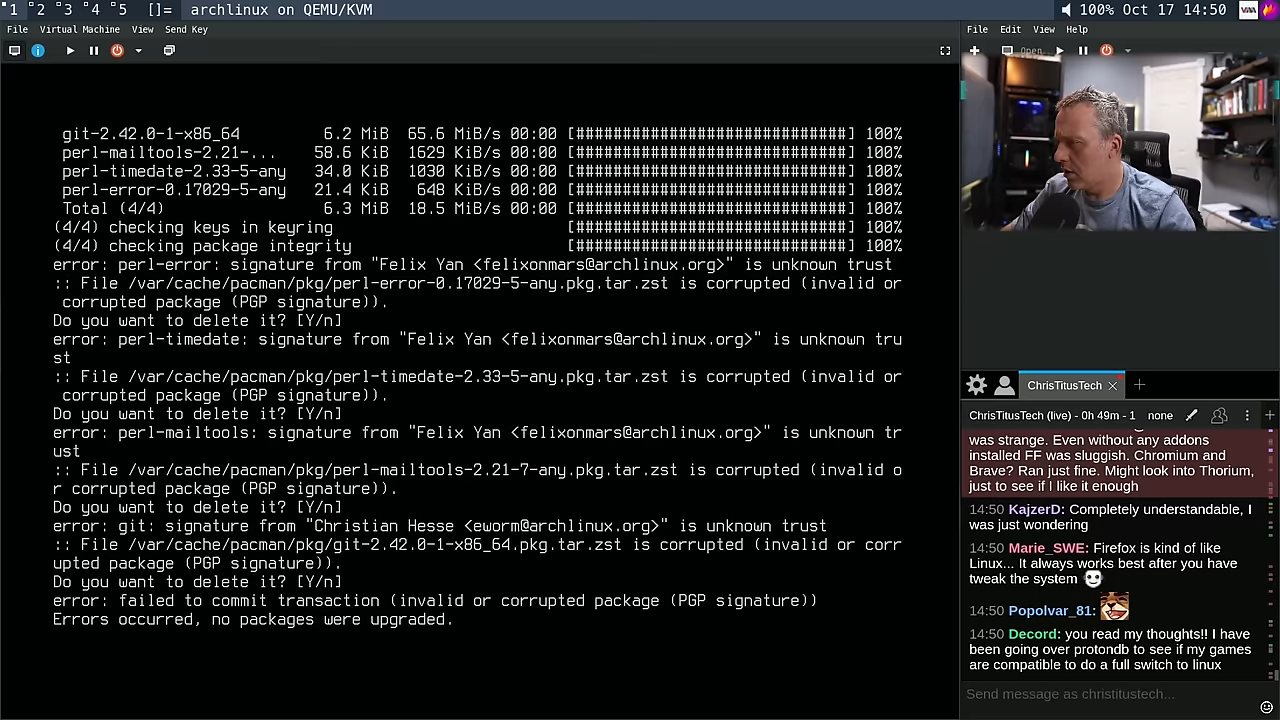 1 2 3 4 5 []= archlinux on QEMU/KVM 100% Oct 17 14:50
File Virtual Machine View Send Key
git-2.42.0-1-x86_64 6.2 MiB 65.6 MiB/s 00:00 [#############################] 100%
perl-mailtools-2.21-... 58.6 KiB 1629 KiB/s 00:00 [#############################] 100%
perl-timedate-2.33-5-any 34.0 KiB 1030 KiB/s 00:00 [#############################] 100%
perl-error-0.17029-5-any 21.4 KiB 648 KiB/s 00:00 [#############################] 100%
Total (4/4) 6.3 MiB 18.5 MiB/s 00:00 [#############################] 100%
(4/4) checking keys in keyring [#############################] 100%
(4/4) checking package integrity [#############################] 100%
error: perl-error: signature from "Felix Yan <felixonmars@archlinux.org>" is unknown trust
:: File /var/cache/pacman/pkg/perl-error-0.17029-5-any.pkg.tar.zst is corrupted (invalid or
corrupted package (PGP signature)).
Do you want to delete it? [Y/n]
error: perl-timedate: signature from "Felix Yan <felixonmars@archlinux.org>" is unknown tru
st
:: File /var/cache/pacman/pkg/perl-timedate-2.33-5-any.pkg.tar.zst is corrupted (invalid or
corrupted package (PGP signature)).
Do you want to delete it? [Y/n]
error: perl-mailtools: signature from "Felix Yan <felixonmars@archlinux.org>" is unknown tr
ust
:: File /var/cache/pacman/pkg/perl-mailtools-2.21-7-any.pkg.tar.zst is corrupted (invalid o
r corrupted package (PGP signature)).
Do you want to delete it? [Y/n]
error: git: signature from "Christian Hesse <eworm@archlinux.org>" is unknown trust
:: File /var/cache/pacman/pkg/git-2.42.0-1-x86_64.pkg.tar.zst is corrupted (invalid or corr
upted package (PGP signature)).
Do you want to delete it? [Y/n]
error: failed to commit transaction (invalid or corrupted package (PGP signature))
Errors occurred, no packages were upgraded.
File Edit View Help
Open
ChrisTitusTech
ChrisTitusTech (live) - 0h 49m - 1 none
was strange. Even without any addons
installed FF was sluggish. Chromium and
Brave? Ran just fine. Might look into Thorium,
just to see if I like it enough
14:50 KajzerD: Completely understandable, I
was just wondering
14:50 Marie_SWE: Firefox is kind of like
Linux... It always works best after you have
tweak the system
14:50 Popolvar_81:
14:50 Decord: you read my thoughts!! I have
been going over protondb to see if my games
are compatible to do a full switch to linux
Send message as christitustech...